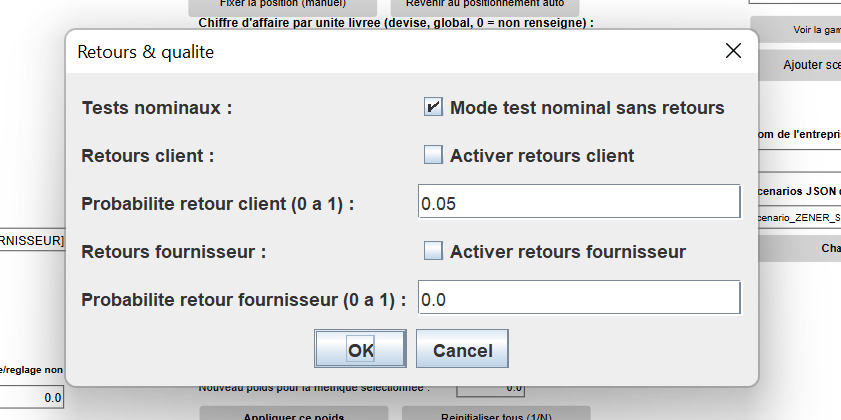 Fixer la position (manuel)
Revenir au positionnement auto
Chiffre d'affaire par unite livree (devise, global, 0 = non renseigne) :
Voir la gam
Ajouter sce
Retours & qualite
Tests nominaux :
Mode test nominal sans retours
Retours client :
Activer retours client
om de l'entrepri
Probabilite retour client (0 a 1) :
0.05
cenarios JSON d
cenario_ZENER_S
RNISSEUR]
Retours fournisseur :
Activer retours fournisseur
Cha
Probabilite retour fournisseur (0 a 1) :
0.0
OK
Cancel
e/reglage non
0.0
Nouveau poids pour la metrique selectionnee :
0.0
Appliquer ce poids
Reinitialiser tous (1/N)